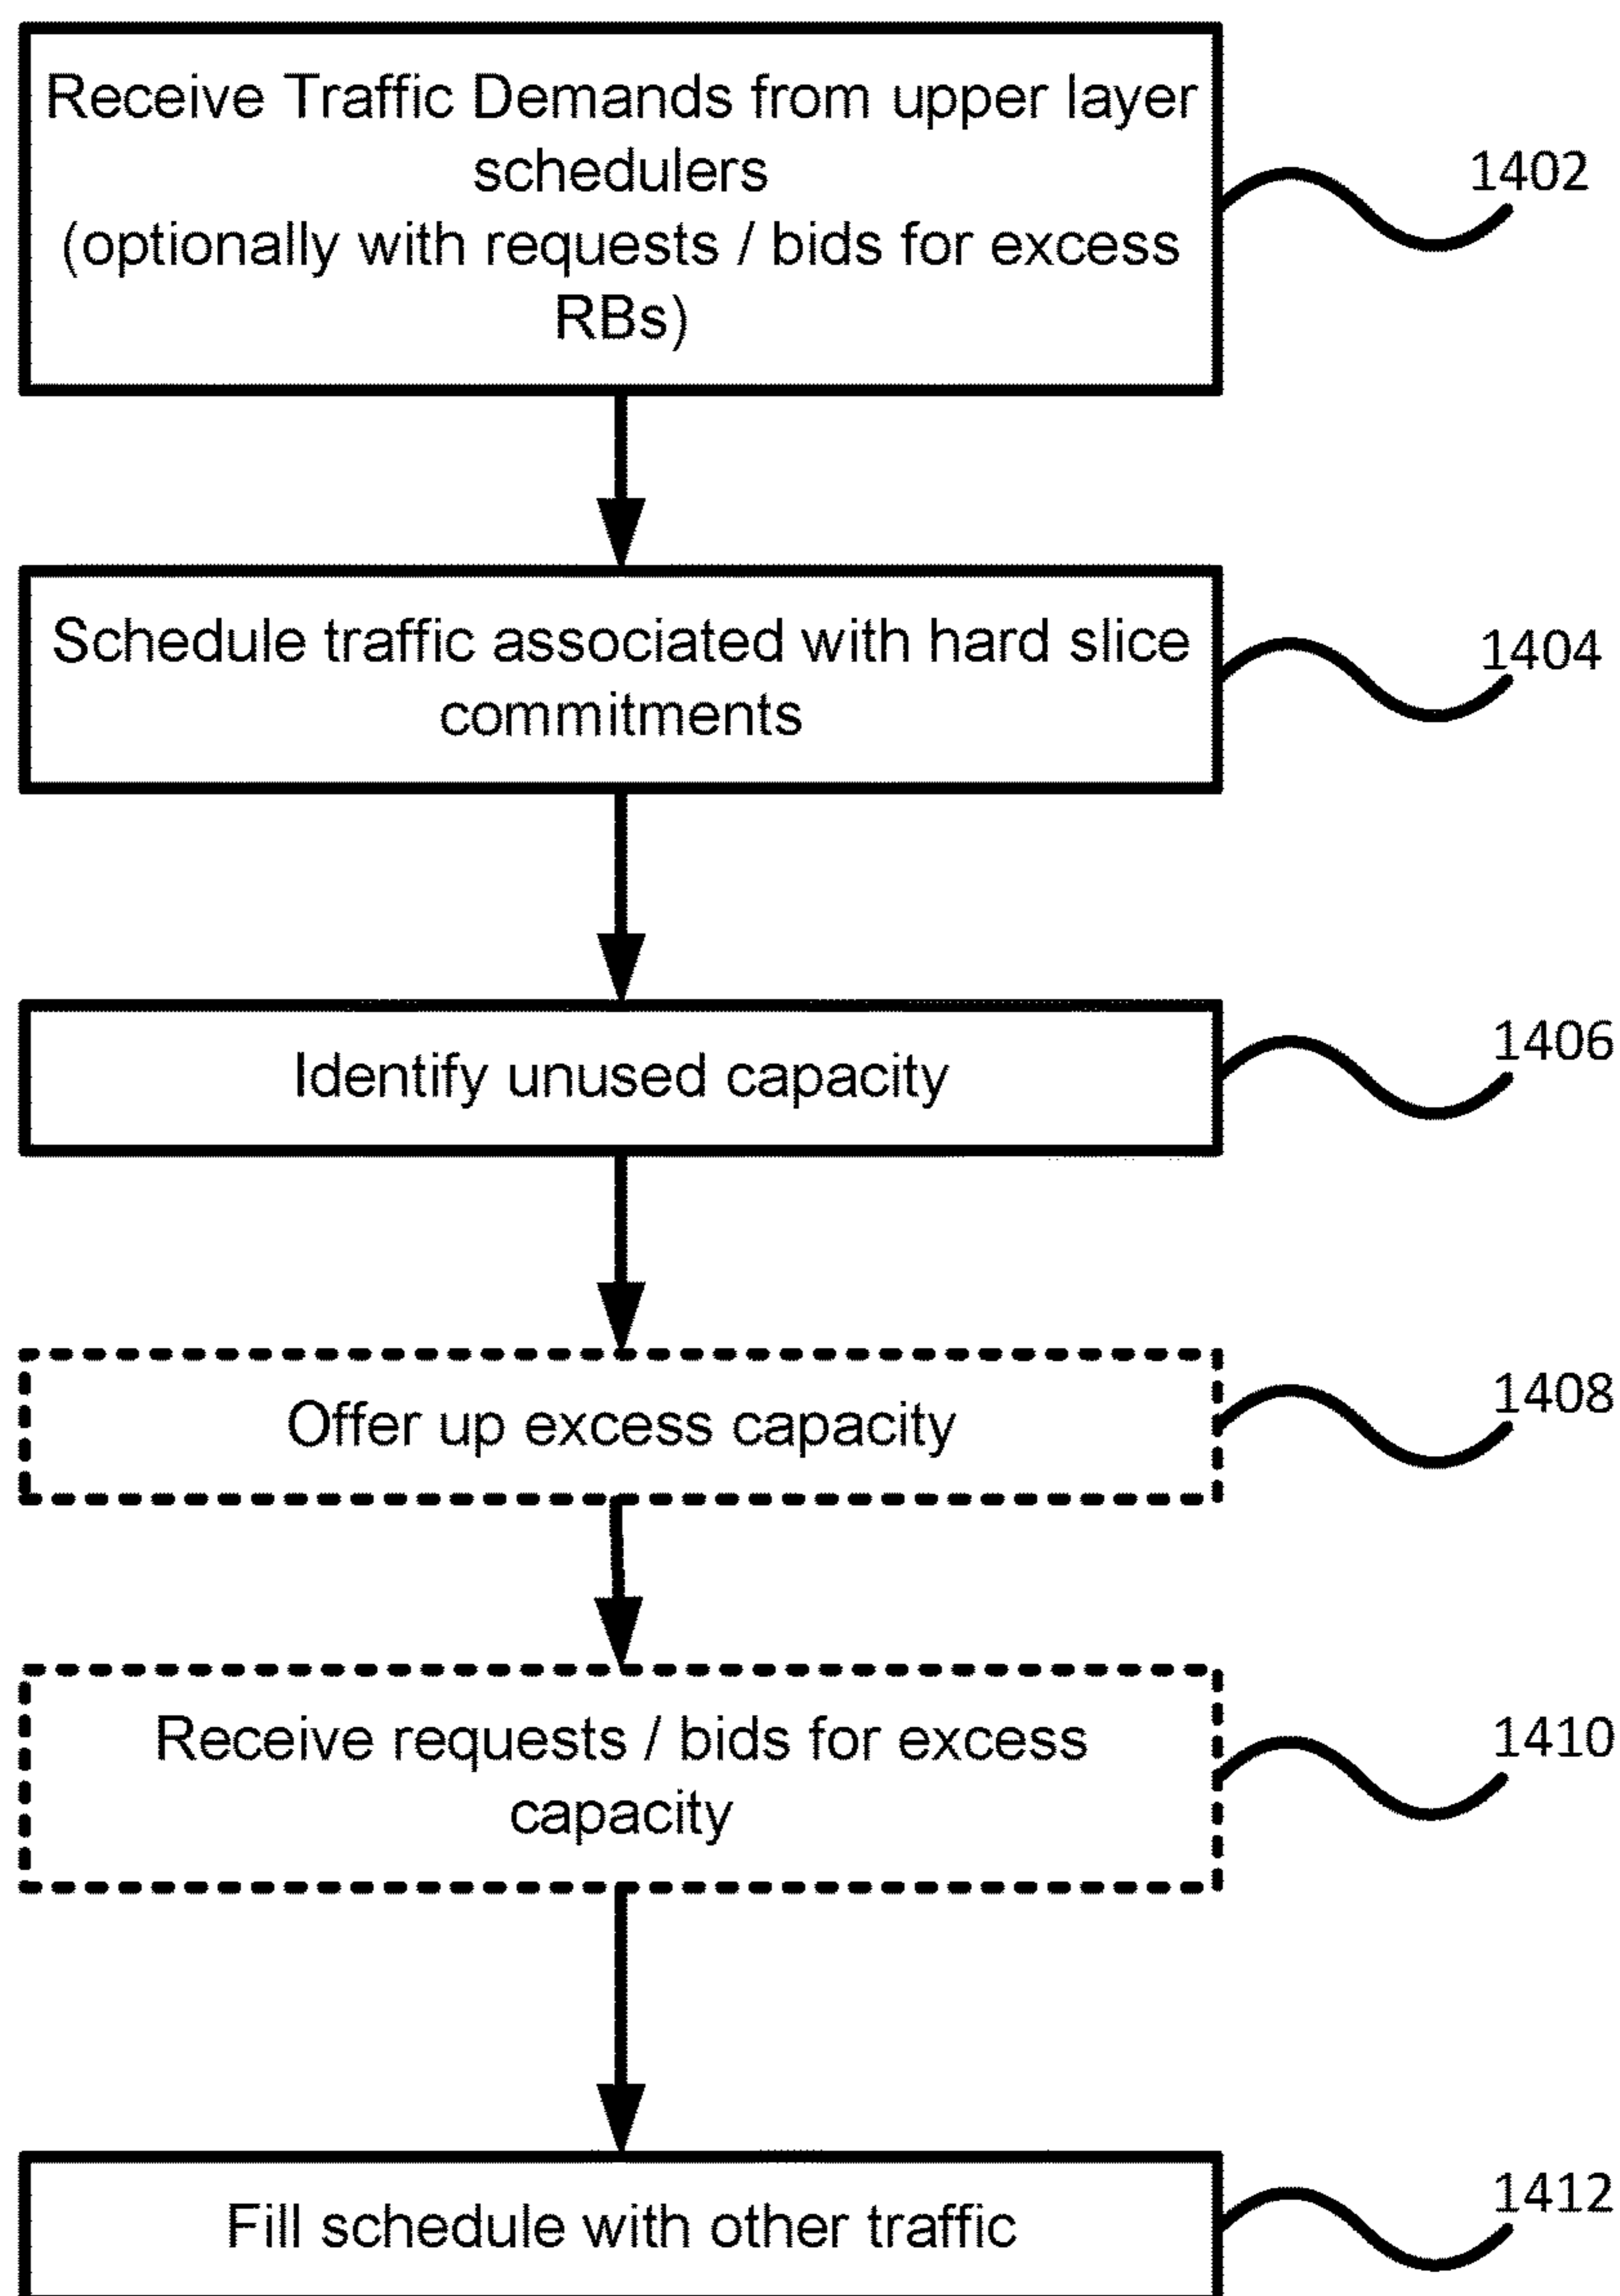 Receive Traffic Demands from upper layer
schedulers
(optionally with requests / bids for excess
RBs)
1402
Schedule traffic associated with hard slice
commitments
1404
Identify unused capacity
1406
Offer up excess capacity
1408
Receive requests / bids for excess
capacity
1410
Fill schedule with other traffic
1412